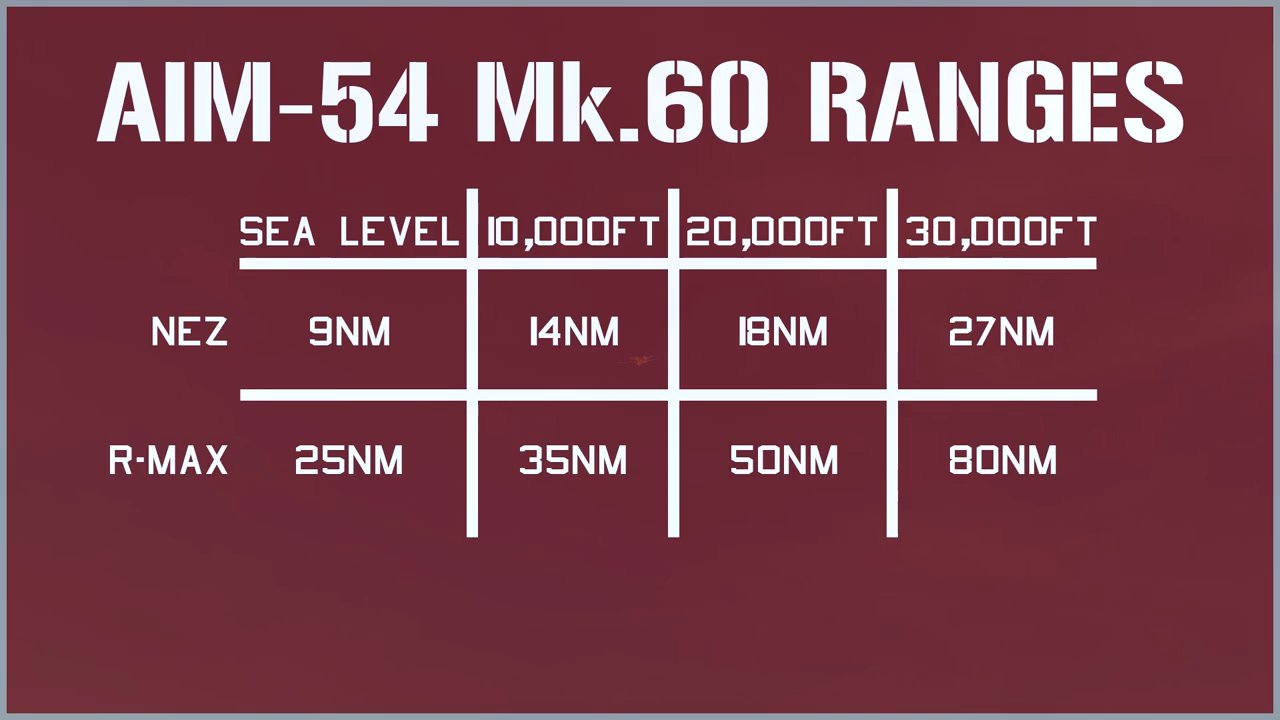 AIM-54 Mk.60 RANGES
SEA LEVEL 10,000FT 20,000FT 30,000FT
NEZ 9NM 14NM 18NM 27NM
R-MAX 25NM 35NM 50NM 80NM